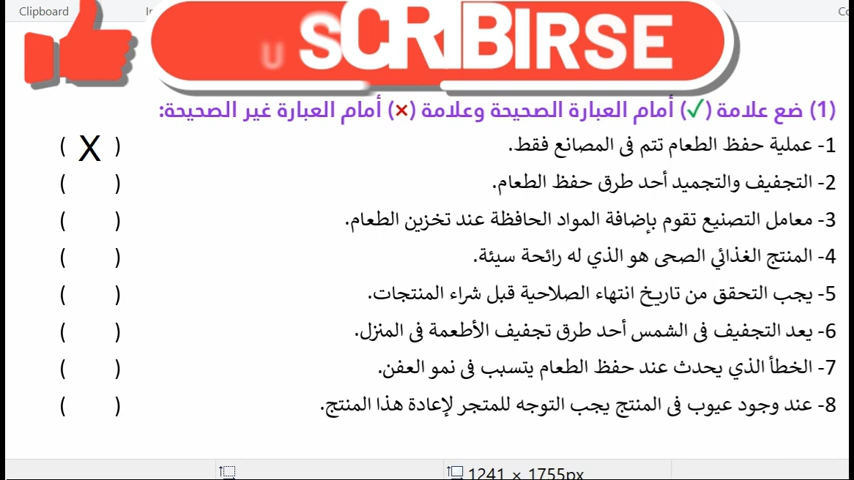 Clipboard
U SCRIBIRSE
(1) ضع علامة (✓) أمام العبارة الصحيحة وعلامة (×) أمام العبارة غير الصحيحة:
1- عملية حفظ الطعام تتم فى المصانع فقط. ( X )
2- التجفيف والتجميد أحد طرق حفظ الطعام. ( )
3- معامل التصنيع تقوم بإضافة المواد الحافظة عند تخزين الطعام. ( )
4- المنتج الغذائي الصحى هو الذي له رائحة سيئة. ( )
5- يجب التحقق من تاريخ انتهاء الصلاحية قبل شراء المنتجات. ( )
6- يعد التجفيف فى الشمس أحد طرق تجفيف الأطعمة فى المنزل. ( )
7- الخطأ الذي يحدث عند حفظ الطعام يتسبب فى نمو العفن. ( )
8- عند وجود عيوب فى المنتج يجب التوجه للمتجر لإعادة هذا المنتج. ( )
1241 × 1755px